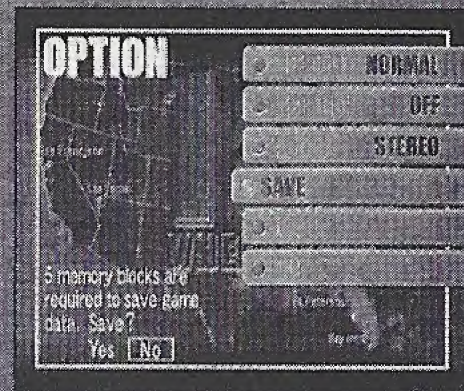 OPTION
NORMAL
OFF
STEREO
SAVE
5 memory blocks are
required to save game
data. Save?
Yes No